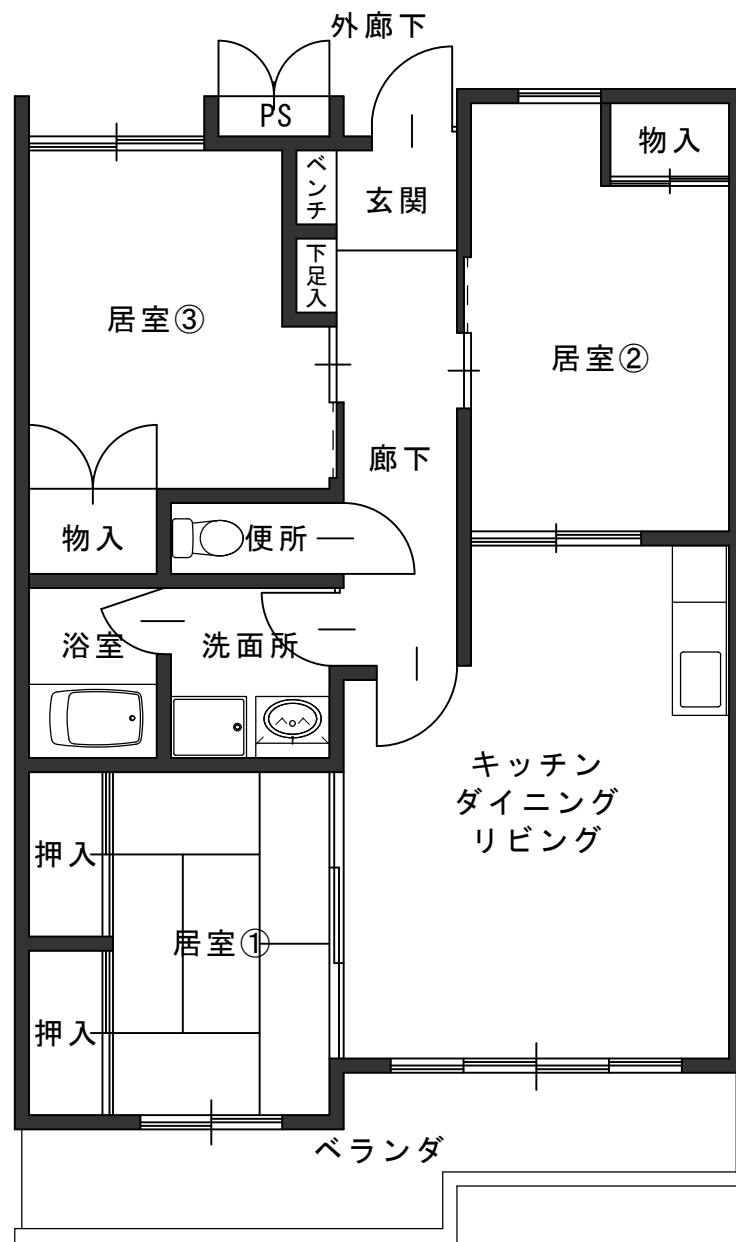 外廊下
PS
物入
ベンチ
玄関
下足入
居室③
居室②
廊下
物入
便所
浴室
洗面所
キッチン
ダイニング
リビング
押入
居室①
押入
ベランダ